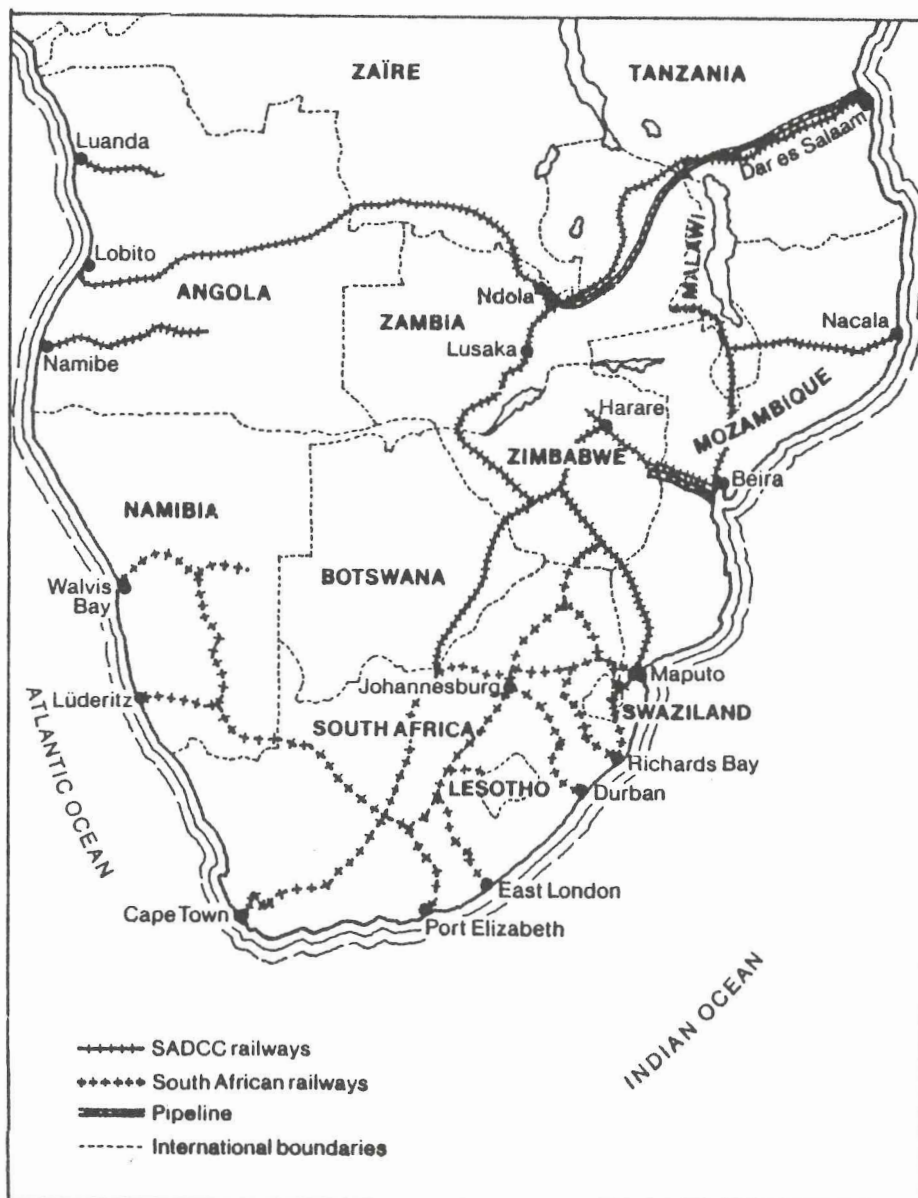 ZAÏRE
TANZANIA
Luanda
Dar es Salaam
Lobito
ANGOLA
MALAWI
Ndola
ZAMBIA
Nacala
Lusaka
Namibe
MOZAMBIQUE
Harare
ZIMBABWE
Beira
NAMIBIA
BOTSWANA
Walvis
Bay
Maputo
Johannesburg
Lüderitz
SWAZILAND
SOUTH AFRICA
ATLANTIC OCEAN
Richards Bay
LESOTHO
Durban
East London
Cape Town
Port Elizabeth
INDIAN OCEAN
SADCC railways
South African railways
Pipeline
International boundaries